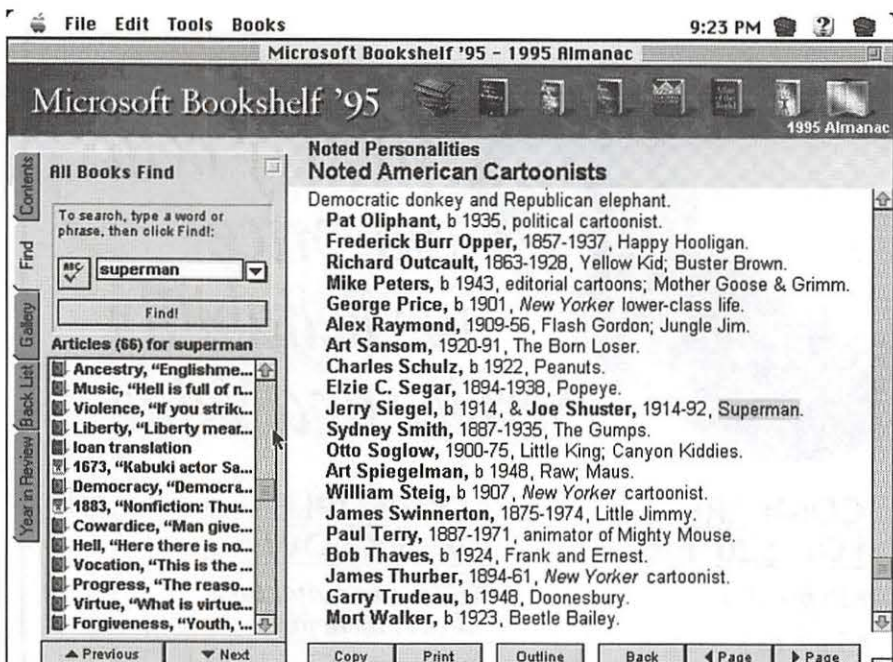 File Edit Tools Books 9:23 PM
Microsoft Bookshelf '95 - 1995 Almanac
Microsoft Bookshelf '95
1995 Almanac
Contents
Find
Gallery
Back List
Year in Review
All Books Find
To search, type a word or
phrase, then click Find!:
ABC
superman
Find!
Articles (66) for superman
Ancestry, "Englishme...
Music, "Hell is full of n...
Violence, "If you strik...
Liberty, "Liberty mear...
loan translation
1673, "Kabuki actor Sa...
Democracy, "Democra...
1883, "Nonfiction: Thu...
Cowardice, "Man give...
Hell, "Here there is no...
Vocation, "This is the ...
Progress, "The reaso...
Virtue, "What is virtue...
Forgiveness, "Youth, ...
Previous Next
Noted Personalities
Noted American Cartoonists
Democratic donkey and Republican elephant.
Pat Oliphant, b 1935, political cartoonist.
Frederick Burr Opper, 1857-1937, Happy Hooligan.
Richard Outcault, 1863-1928, Yellow Kid; Buster Brown.
Mike Peters, b 1943, editorial cartoons; Mother Goose & Grimm.
George Price, b 1901, New Yorker lower-class life.
Alex Raymond, 1909-56, Flash Gordon; Jungle Jim.
Art Sansom, 1920-91, The Born Loser.
Charles Schulz, b 1922, Peanuts.
Elzie C. Segar, 1894-1938, Popeye.
Jerry Siegel, b 1914, & Joe Shuster, 1914-92, Superman.
Sydney Smith, 1887-1935, The Gumps.
Otto Soglow, 1900-75, Little King; Canyon Kiddies.
Art Spiegelman, b 1948, Raw; Maus.
William Steig, b 1907, New Yorker cartoonist.
James Swinnerton, 1875-1974, Little Jimmy.
Paul Terry, 1887-1971, animator of Mighty Mouse.
Bob Thaves, b 1924, Frank and Ernest.
James Thurber, 1894-61, New Yorker cartoonist.
Garry Trudeau, b 1948, Doonesbury.
Mort Walker, b 1923, Beetle Bailey.
Copy Print Outline Back Page Page